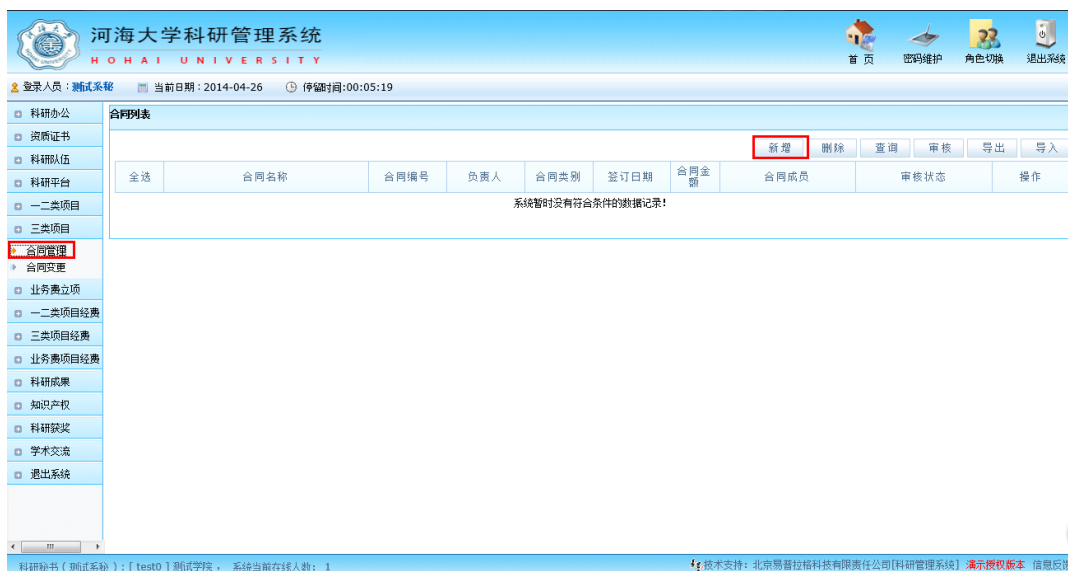 河海大学科研管理系统
HOHAI UNIVERSITY
首 页
密码维护
角色切换
退出系统
登录人员：测试系秘 当前日期：2014-04-26 停留时间:00:05:19
科研办公
资质证书
科研队伍
科研平台
一二类项目
三类项目
合同管理
合同变更
业务费立项
一二类项目经费
三类项目经费
业务费项目经费
科研成果
知识产权
科研获奖
学术交流
退出系统
合同列表
新增 删除 查询 审核 导出 导入
全选 合同名称 合同编号 负责人 合同类别 签订日期 合同金额 合同成员 审核状态 操作
系统暂时没有符合条件的数据记录！
科研秘书（测试系秘）：[ test0 ] 测试学院， 系统当前在线人数： 1
技术支持：北京易普拉格科技有限责任公司[科研管理系统] 演示授权版本 信息反馈